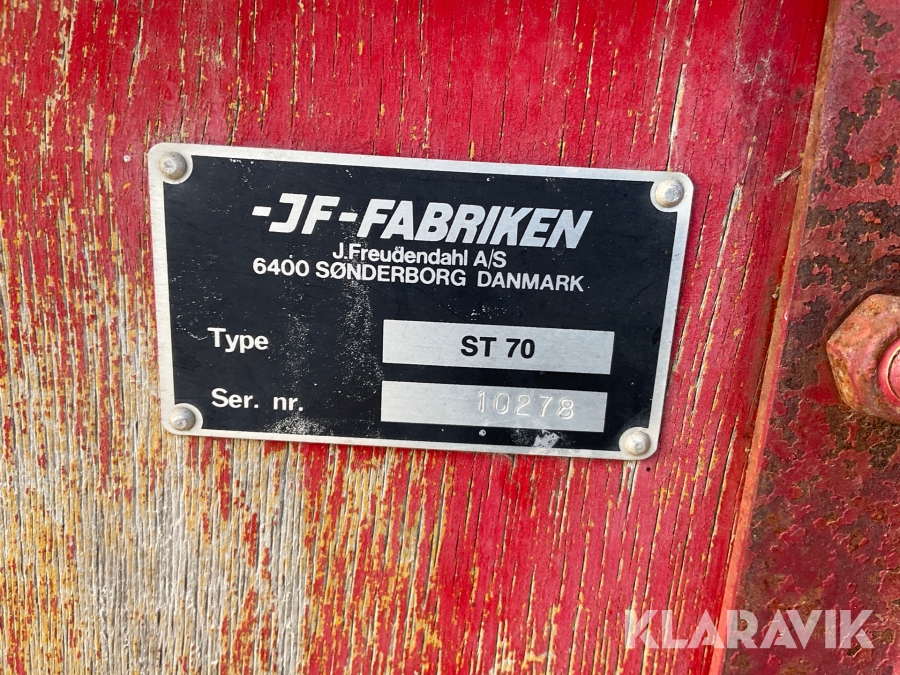 -JF-FABRIKEN
J.Freudendahl A/S
6400 SØNDERBORG DANMARK
Type ST 70
Ser. nr. 10278
KLARAVIK